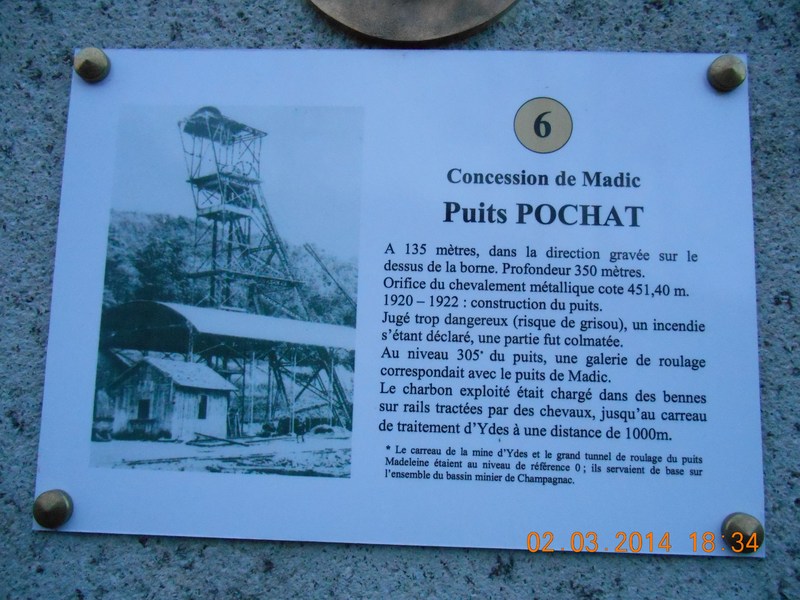 6
Concession de Madic
Puits POCHAT
A 135 mètres, dans la direction gravée sur le
dessus de la borne. Profondeur 350 mètres.
Orifice du chevalement métallique cote 451,40 m.
1920 – 1922 : construction du puits.
Jugé trop dangereux (risque de grisou), un incendie
s'étant déclaré, une partie fut colmatée.
Au niveau 305* du puits, une galerie de roulage
correspondait avec le puits de Madic.
Le charbon exploité était chargé dans des bennes
sur rails tractées par des chevaux, jusqu'au carreau
de traitement d'Ydes à une distance de 1000m.
* Le carreau de la mine d'Ydes et le grand tunnel de roulage du puits
Madeleine étaient au niveau de référence 0 ; ils servaient de base sur
l'ensemble du bassin minier de Champagnac.
02.03.2014 18:34